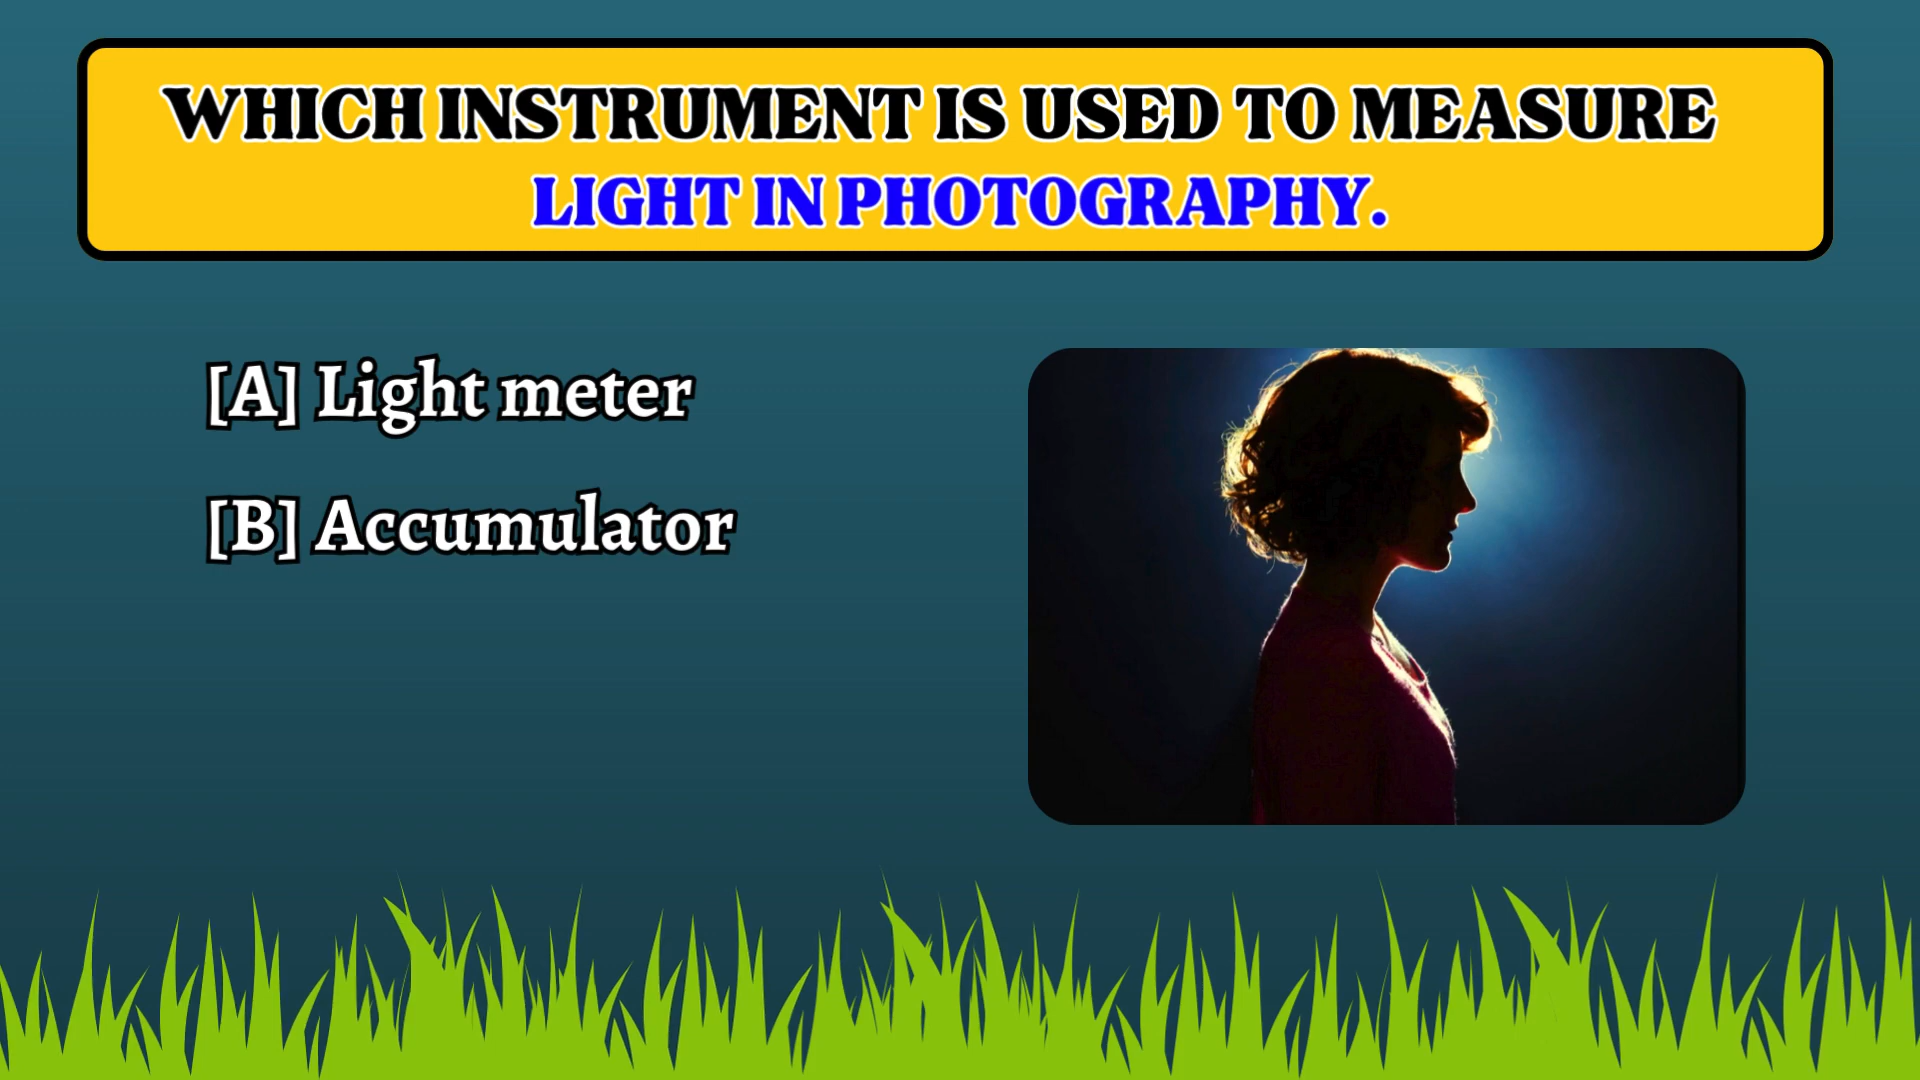 WHICH INSTRUMENT IS USED TO MEASURE
LIGHT IN PHOTOGRAPHY.
[A] Light meter
[B] Accumulator